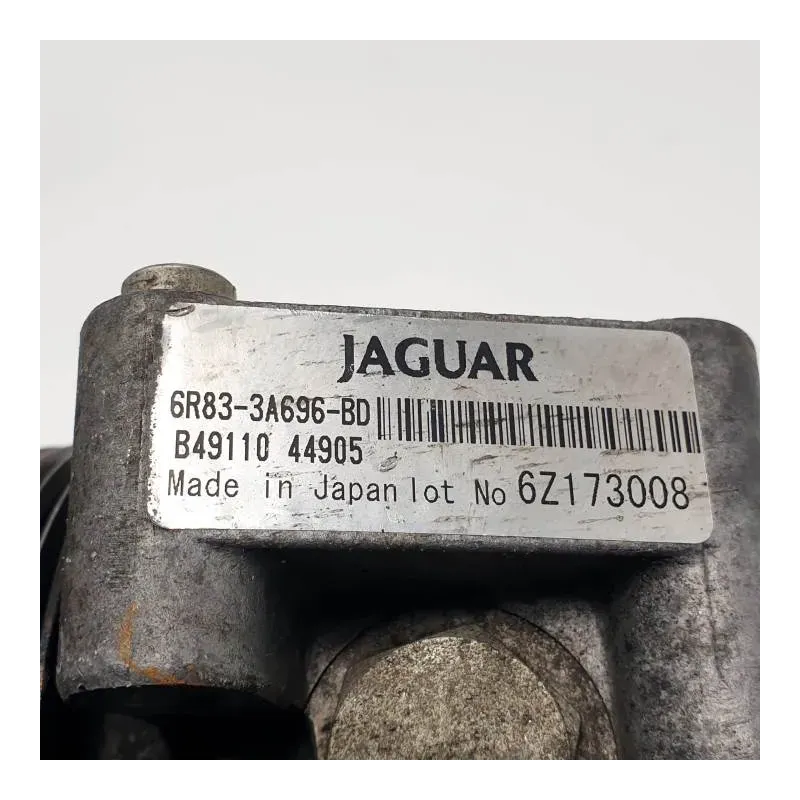 JAGUAR
6R83-3A696-BD
B49110 44905
Made in Japan lot No 6Z173008